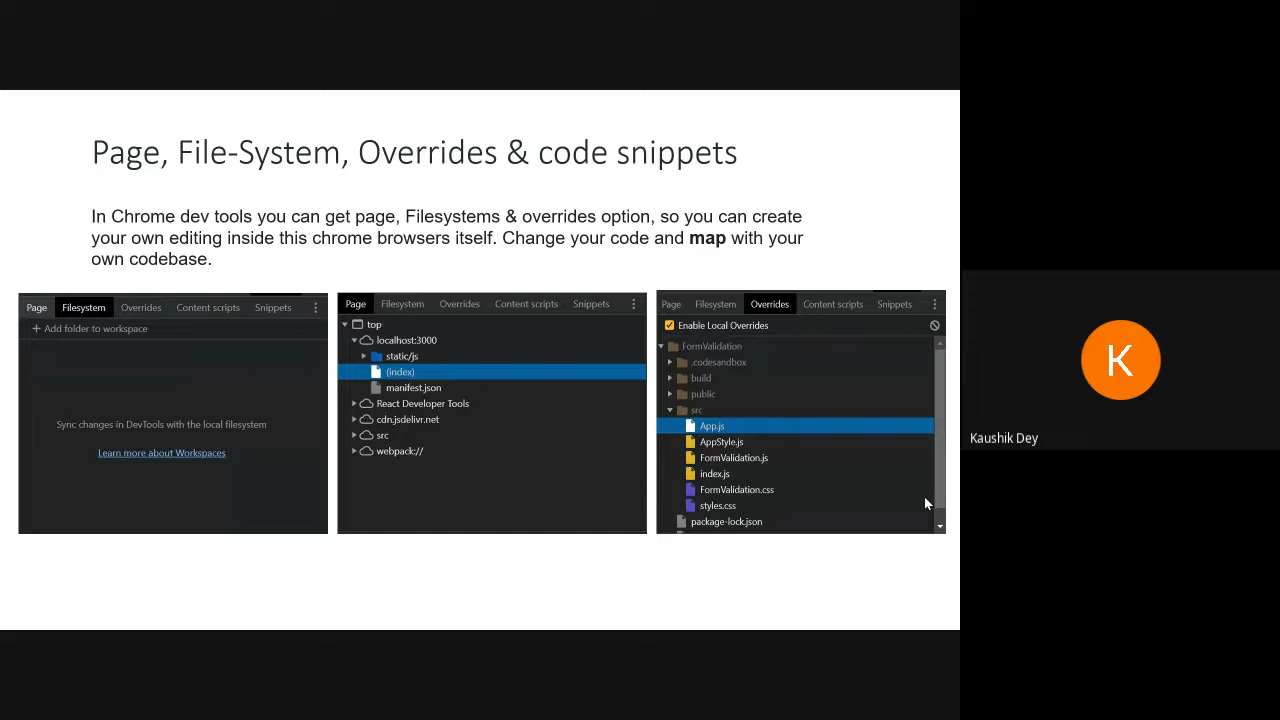 Page, File-System, Overrides & code snippets
In Chrome dev tools you can get page, Filesystems & overrides option, so you can create
your own editing inside this chrome browsers itself. Change your code and map with your
own codebase.
Page Filesystem Overrides Content scripts Snippets
+ Add folder to workspace
Sync changes in DevTools with the local filesystem
Learn more about Workspaces
Page Filesystem Overrides Content scripts Snippets
top
localhost:3000
static/js
(index)
manifest.json
React Developer Tools
cdn.jsdelivr.net
src
webpack://
Page Filesystem Overrides Content scripts Snippets
Enable Local Overrides
FormValidation
.codesandbox
build
public
src
App.js
AppStyle.js
FormValidation.js
index.js
FormValidation.css
styles.css
package-lock.json
K
Kaushik Dey